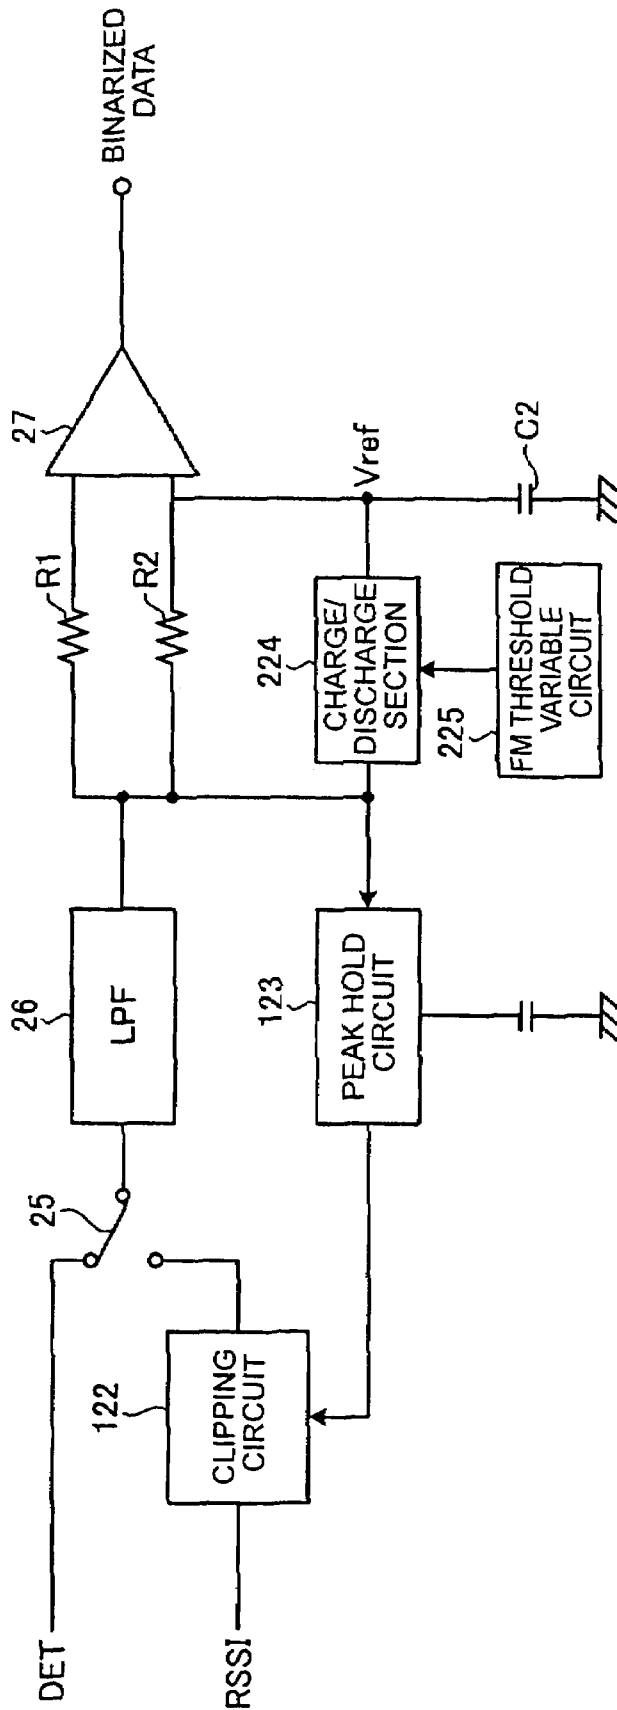 DET
RSSI
122
CLIPPING
CIRCUIT
25
26
LPF
123
PEAK HOLD
CIRCUIT
R1
R2
224
CHARGE/
DISCHARGE
SECTION
225
FM THRESHOLD
VARIABLE
CIRCUIT
Vref
C2
27
BINARIZED
DATA